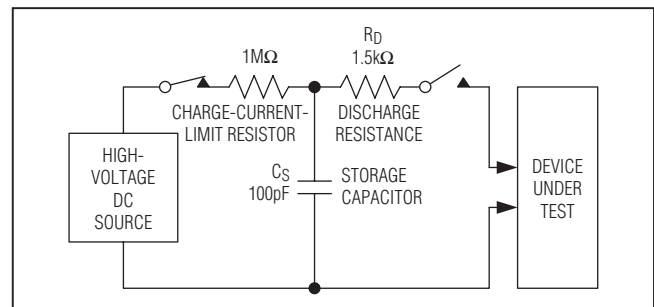 R_D
1MΩ
1.5kΩ
CHARGE-CURRENT-
LIMIT RESISTOR
DISCHARGE
RESISTANCE
HIGH-
VOLTAGE
DC
SOURCE
C_S
100pF
STORAGE
CAPACITOR
DEVICE
UNDER
TEST